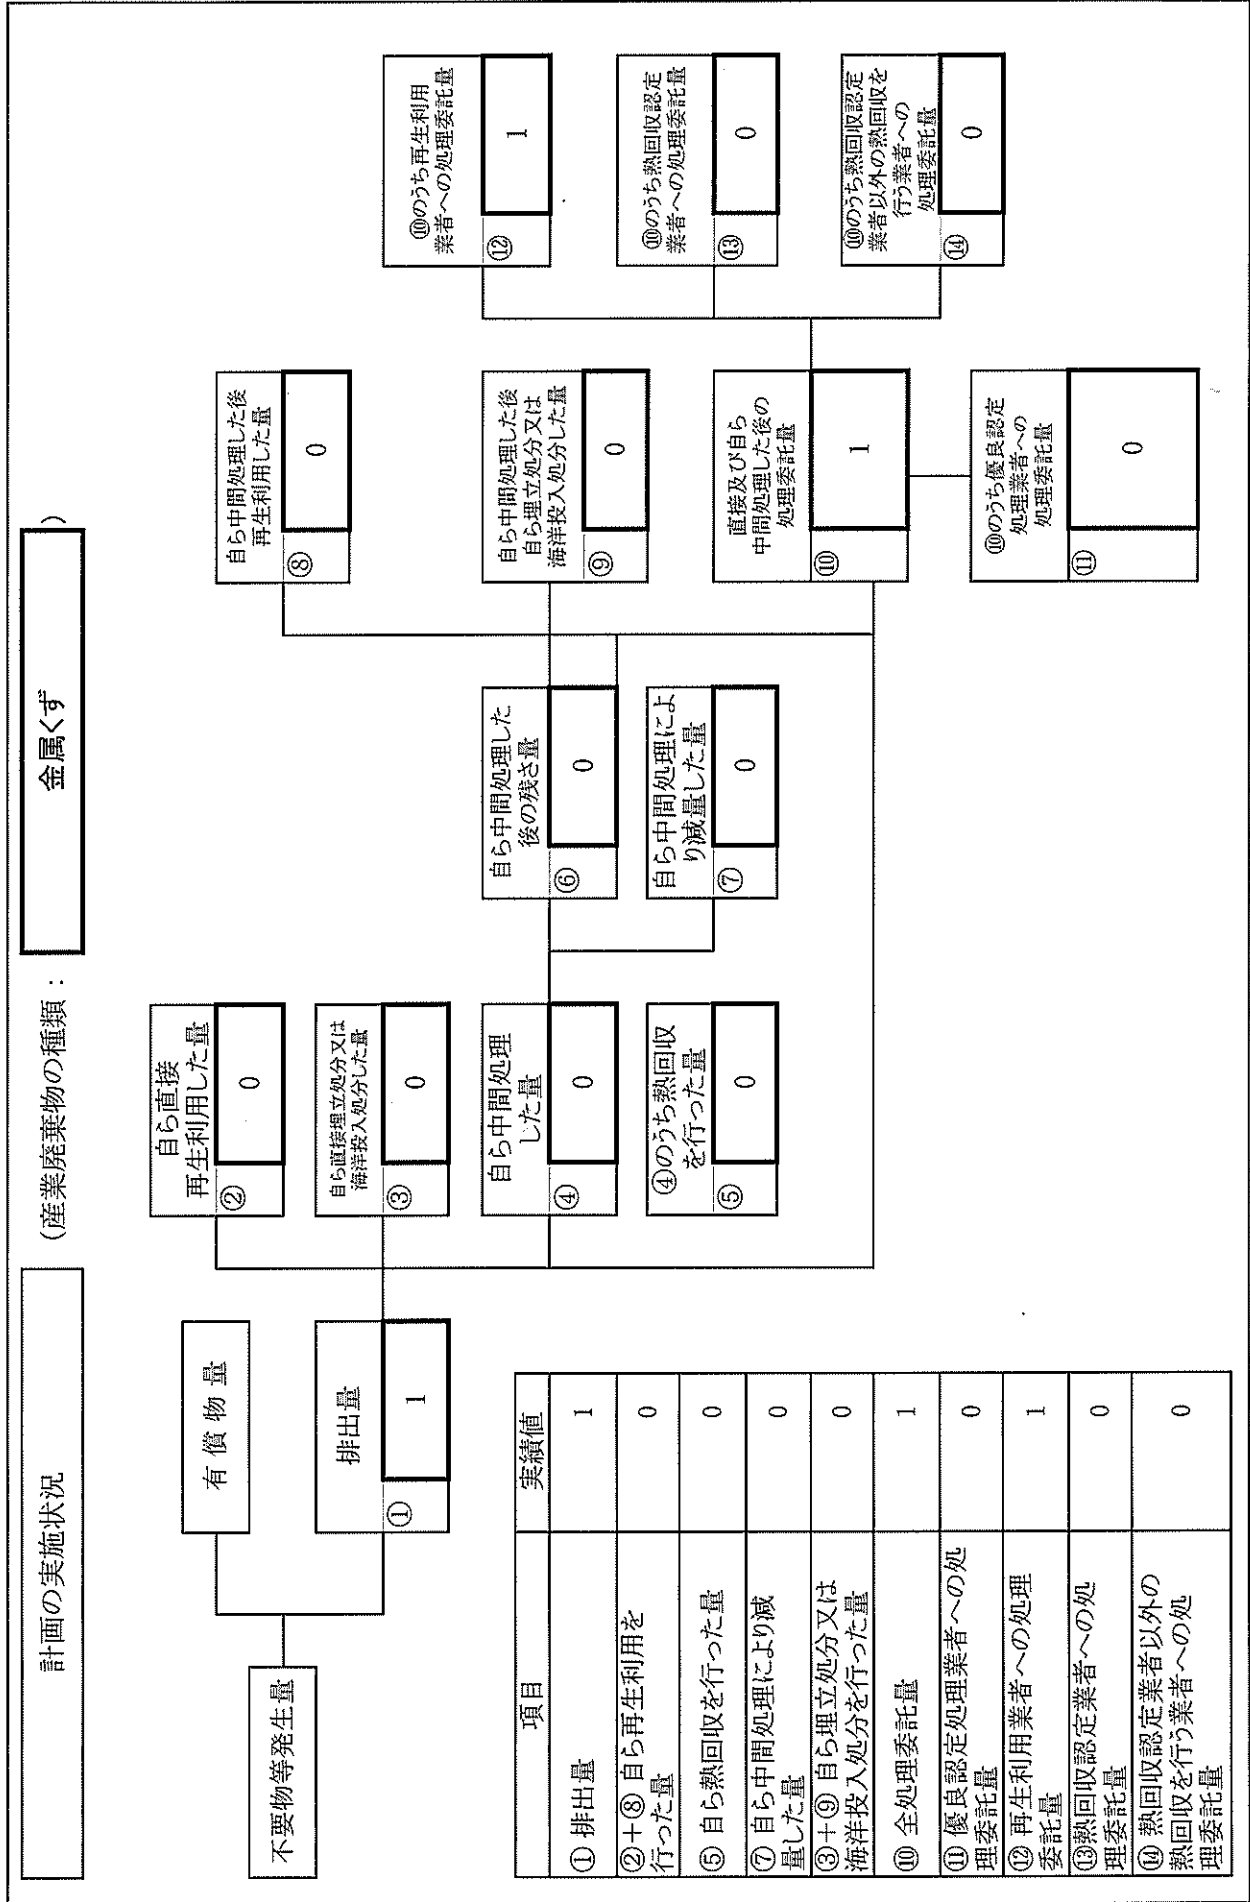 計画の実施状況
(産業廃棄物の種類：
金属くず
)
不要物等発生量
有償物量
排出量
①
1
自ら直接
再生利用した量
②
0
自ら直接埋立処分又は
海洋投入処分した量
③
0
自ら中間処理
した量
④
0
④のうち熱回収
を行った量
⑤
0
自ら中間処理した
後の残さ量
⑥
0
自ら中間処理によ
り減量した量
⑦
0
自ら中間処理した後
再生利用した量
⑧
0
自ら中間処理した後
自ら埋立処分又は
海洋投入処分した量
⑨
0
直接及び自ら
中間処理した後の
処理委託量
⑩
1
⑩のうち優良認定
処理業者への
処理委託量
⑪
0
⑩のうち再生利用
業者への処理委託量
⑫
1
⑩のうち熱回収認定
業者への処理委託量
⑬
0
⑩のうち熱回収認定
業者以外の熱回収を
行う業者への
処理委託量
⑭
0
項目
実績値
①排出量
1
②+⑧ 自ら再生利用を
行った量
0
⑤ 自ら熱回収を行った量
0
⑦ 自ら中間処理により減
量した量
0
③+⑨ 自ら埋立処分又は
海洋投入処分を行った量
0
⑩ 全処理委託量
1
⑪ 優良認定処理業者への処
理委託量
0
⑫ 再生利用業者への処理
委託量
1
⑬熱回収認定業者への処
理委託量
0
⑭ 熱回収認定業者以外の
熱回収を行う業者への処
理委託量
0